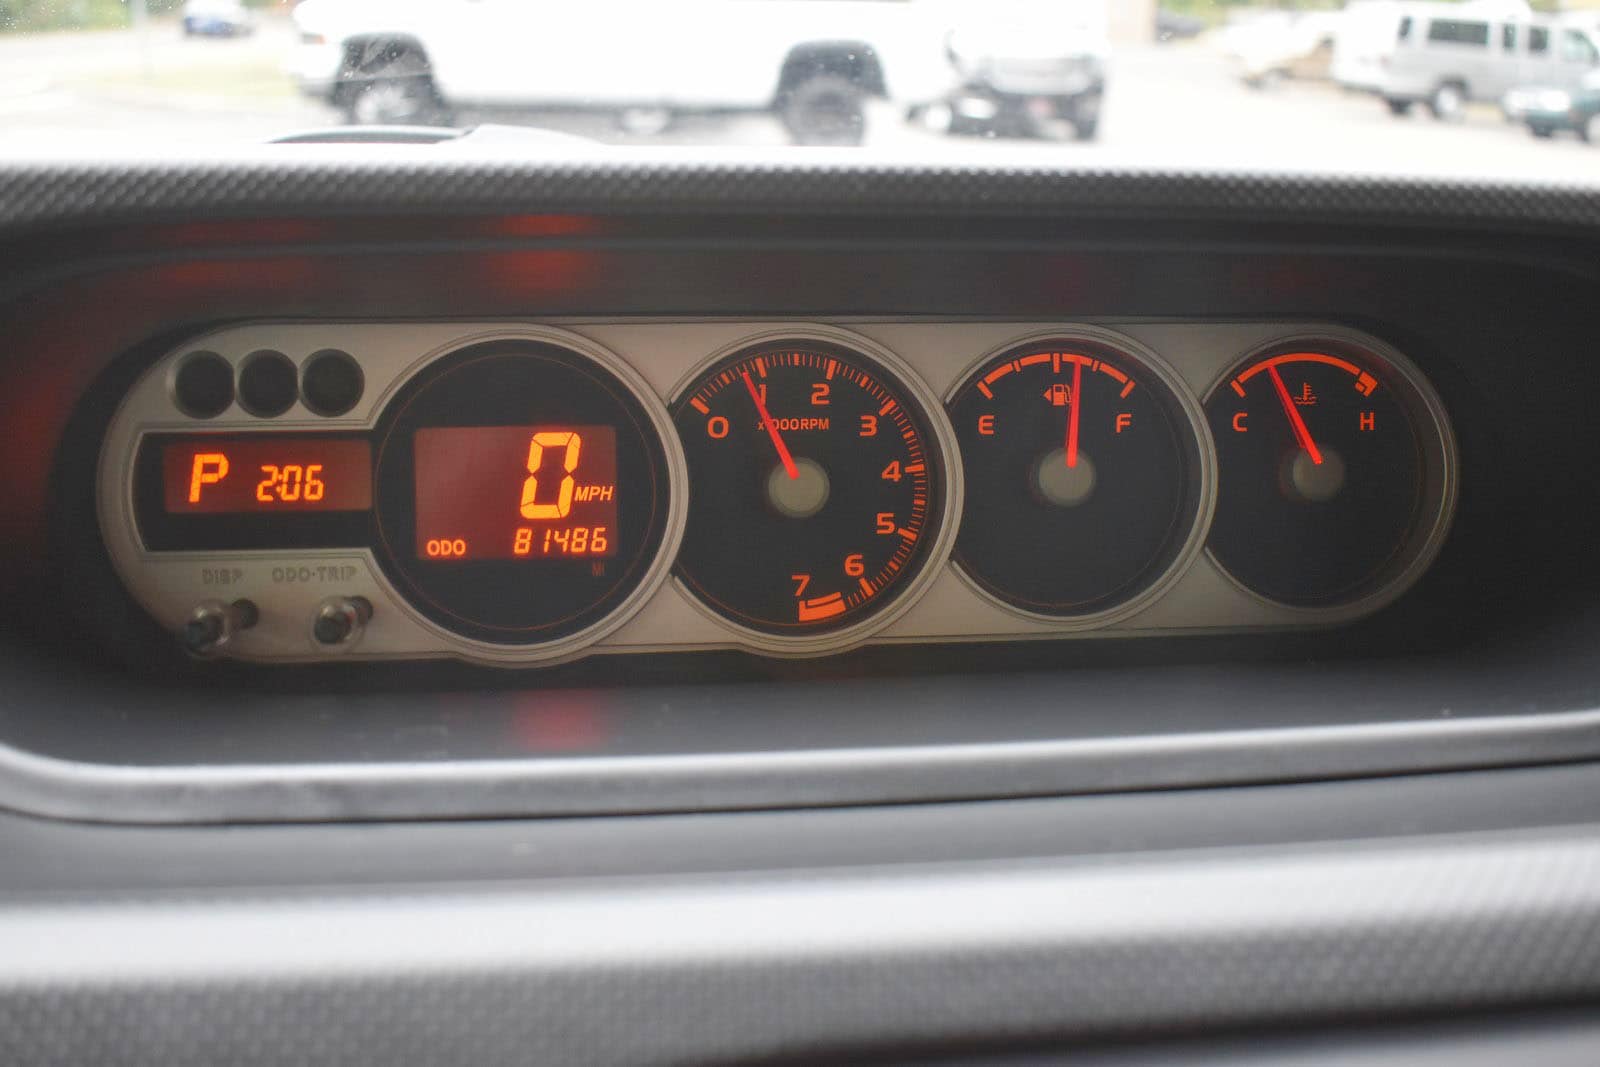 P 2:06
DISP ODO·TRIP
0 MPH
ODO 81486
MI
0 1 2 3 4 5 6 7
x1000RPM
E F
C H